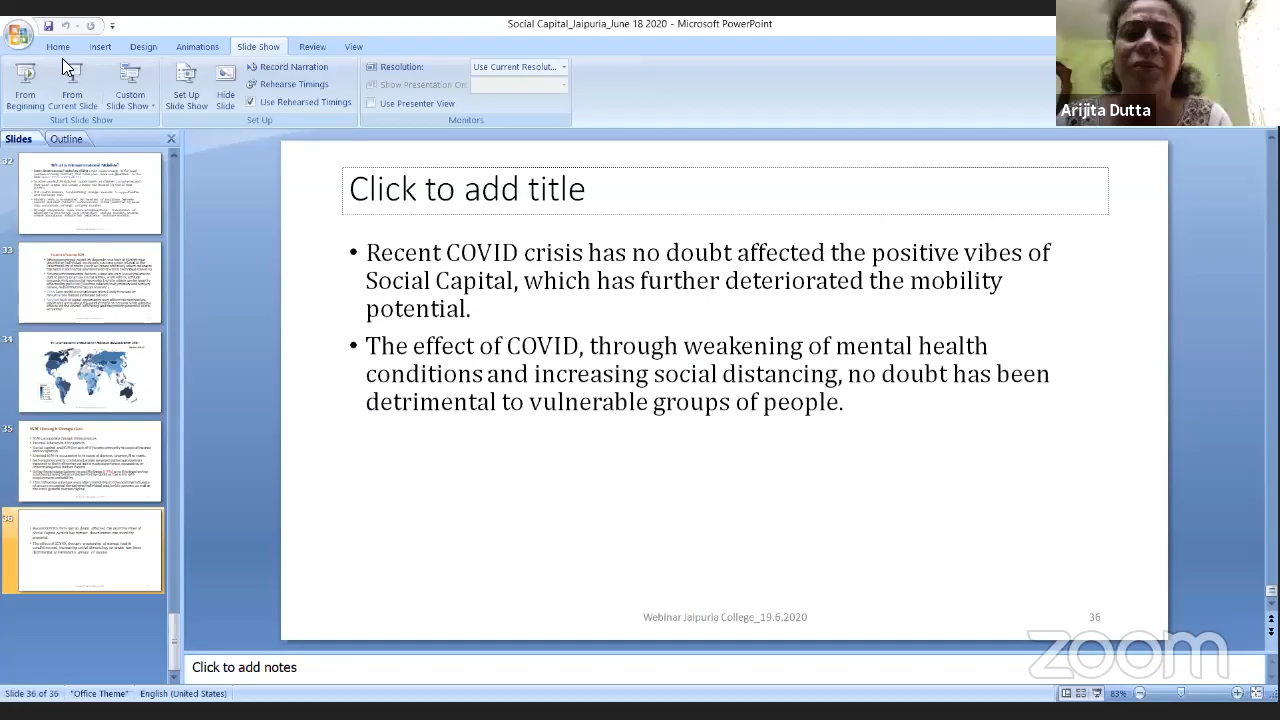 Social Capital_Jaipuria_June 18 2020 - Microsoft PowerPoint
Home Insert Design Animations Slide Show Review View
From Beginning
From Current Slide
Custom Slide Show
Start Slide Show
Set Up Slide Show
Hide Slide
Record Narration
Rehearse Timings
Use Rehearsed Timings
Set Up
Resolution: Use Current Resolut...
Show Presentation On:
Use Presenter View
Monitors
Arijita Dutta
Slides Outline
32
33
34
35
36
Click to add title
• Recent COVID crisis has no doubt affected the positive vibes of
Social Capital, which has further deteriorated the mobility
potential.
• The effect of COVID, through weakening of mental health
conditions and increasing social distancing, no doubt has been
detrimental to vulnerable groups of people.
Webinar Jaipuria College_19.6.2020
36
zoom
Click to add notes
Slide 36 of 36 "Office Theme" English (United States) 83%